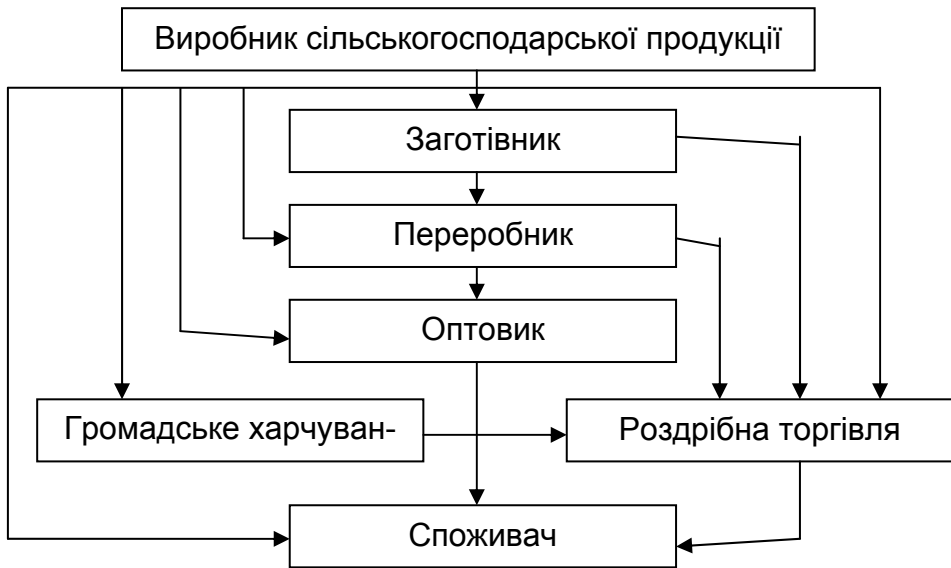 Виробник сільськогосподарської продукції
Заготівник
Переробник
Оптовик
Громадське харчуван-
Роздрібна торгівля
Споживач